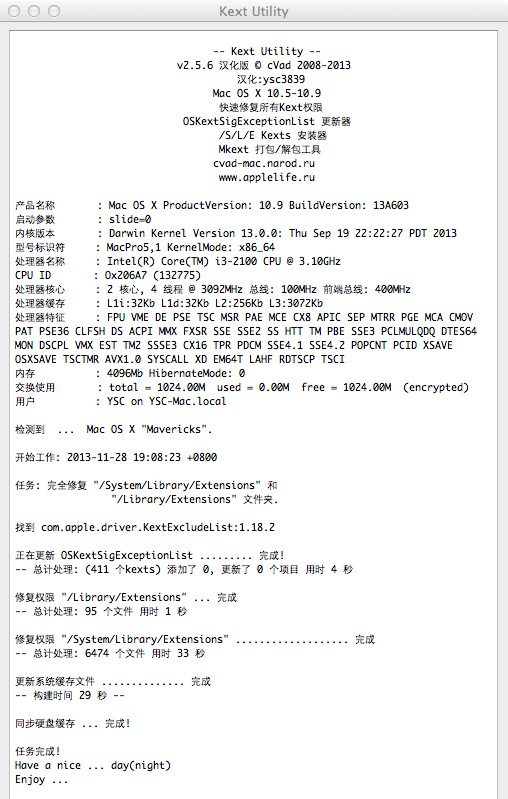 Kext Utility
-- Kext Utility --
v2.5.6 汉化版 © cVad 2008-2013
汉化:ysc3839
Mac OS X 10.5-10.9
快速修复所有Kext权限
OSKextSigExceptionList 更新器
/S/L/E Kexts 安装器
Mkext 打包/解包工具
cvad-mac.narod.ru
www.applelife.ru
产品名称 : Mac OS X ProductVersion: 10.9 BuildVersion: 13A603
启动参数 : slide=0
内核版本 : Darwin Kernel Version 13.0.0: Thu Sep 19 22:22:27 PDT 2013
型号标识符 : MacPro5,1 KernelMode: x86_64
处理器名称 : Intel(R) Core(TM) i3-2100 CPU @ 3.10GHz
CPU ID : 0x206A7 (132775)
处理器核心 : 2 核心, 4 线程 @ 3092MHz 总线: 100MHz 前端总线: 400MHz
处理器缓存 : L1i:32Kb L1d:32Kb L2:256Kb L3:3072Kb
处理器特征 : FPU VME DE PSE TSC MSR PAE MCE CX8 APIC SEP MTRR PGE MCA CMOV
PAT PSE36 CLFSH DS ACPI MMX FXSR SSE SSE2 SS HTT TM PBE SSE3 PCLMULQDQ DTES64
MON DSCPL VMX EST TM2 SSSE3 CX16 TPR PDCM SSE4.1 SSE4.2 POPCNT PCID XSAVE
OSXSAVE TSCTMR AVX1.0 SYSCALL XD EM64T LAHF RDTSCP TSCI
内存 : 4096Mb HibernateMode: 0
交换使用 : total = 1024.00M used = 0.00M free = 1024.00M (encrypted)
用户 : YSC on YSC-Mac.local
检测到 ... Mac OS X "Mavericks".
开始工作: 2013-11-28 19:08:23 +0800
任务: 完全修复 "/System/Library/Extensions" 和
"/Library/Extensions" 文件夹.
找到 com.apple.driver.KextExcludeList:1.18.2
正在更新 OSKextSigExceptionList ......... 完成!
-- 总计处理: (411 个kexts) 添加了 0, 更新了 0 个项目 用时 4 秒
修复权限 "/Library/Extensions" ... 完成
-- 总计处理: 95 个文件 用时 1 秒
修复权限 "/System/Library/Extensions" ................... 完成
-- 总计处理: 6474 个文件 用时 33 秒
更新系统缓存文件 .............. 完成
-- 构建时间 29 秒 --
同步硬盘缓存 ... 完成!
任务完成!
Have a nice ... day(night)
Enjoy ...